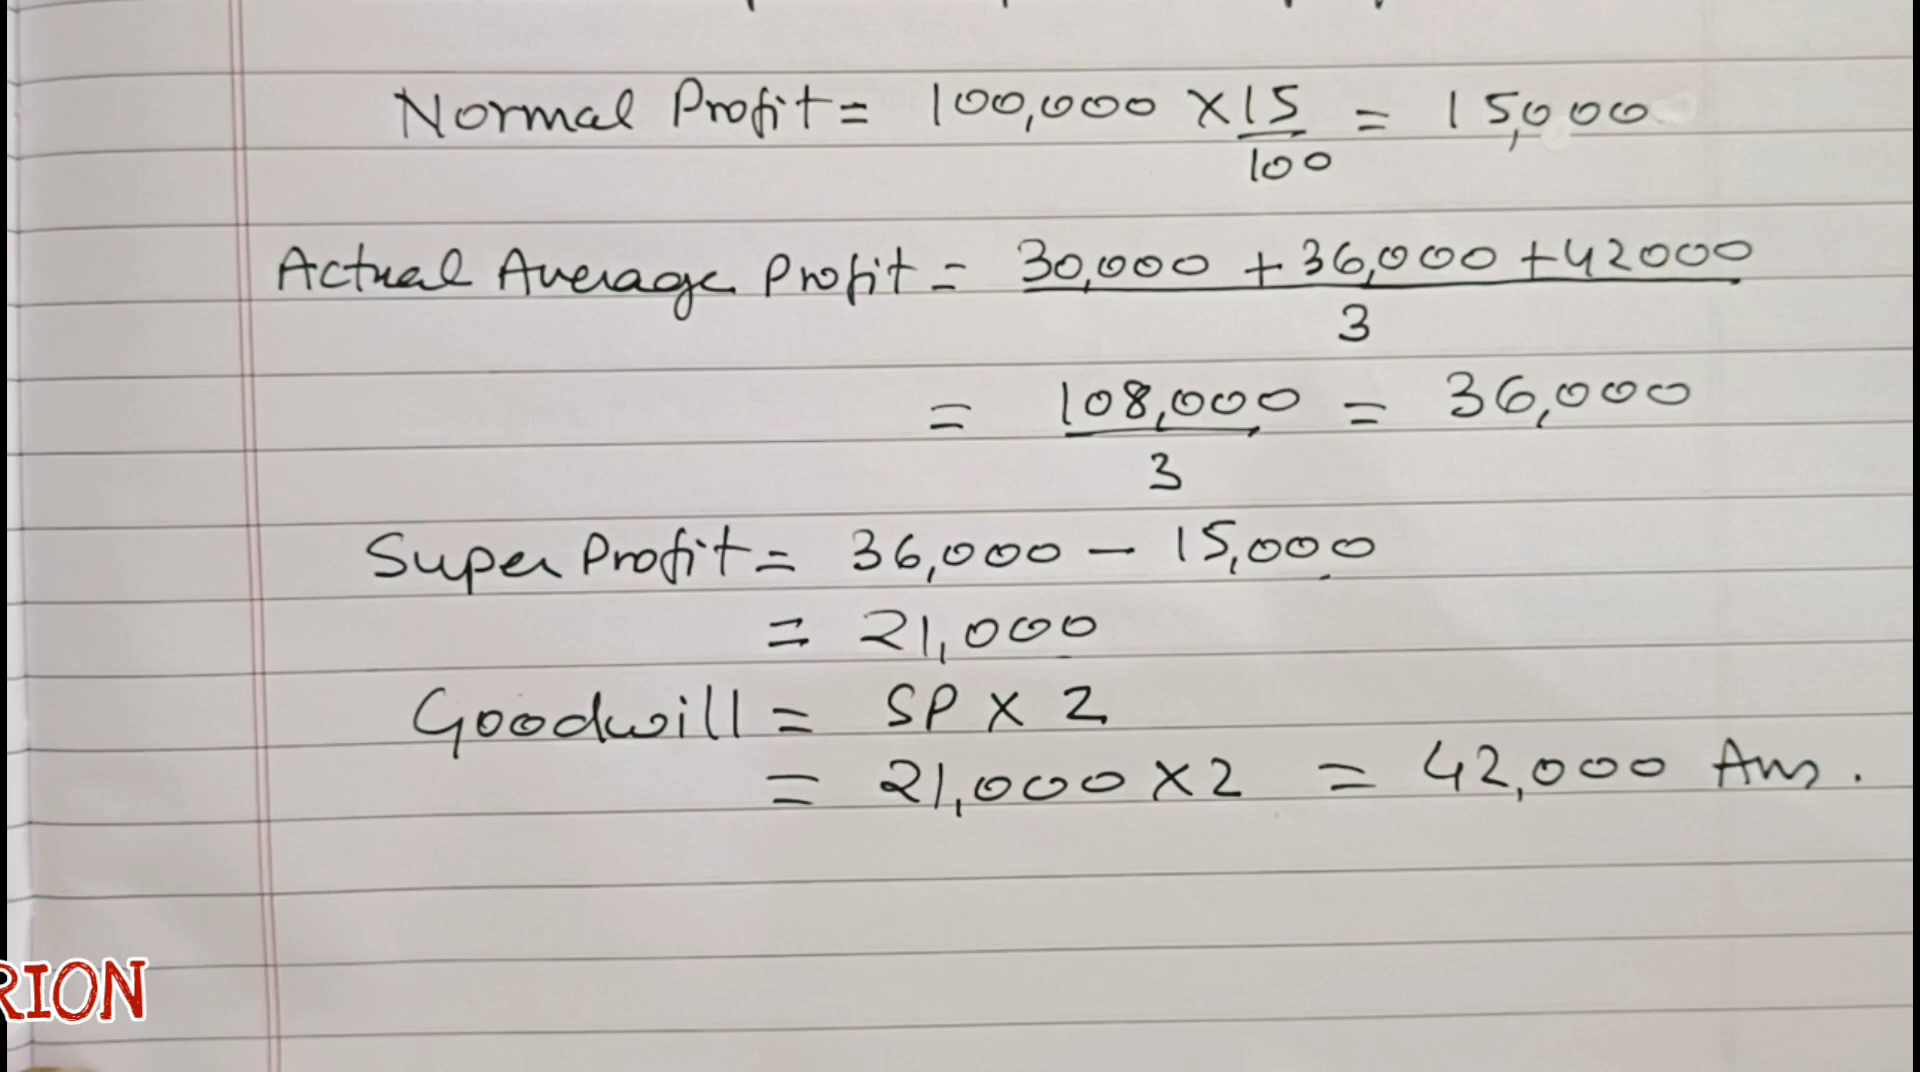 Normal Profit = 100,000 × 15/100 = 15,000
Actual Average Profit = 30,000 + 36,000 + 42000 / 3
= 108,000/3 = 36,000
Super Profit = 36,000 – 15,000
= 21,000
Goodwill = SP × 2
= 21,000 × 2 = 42,000 Ans.
RION